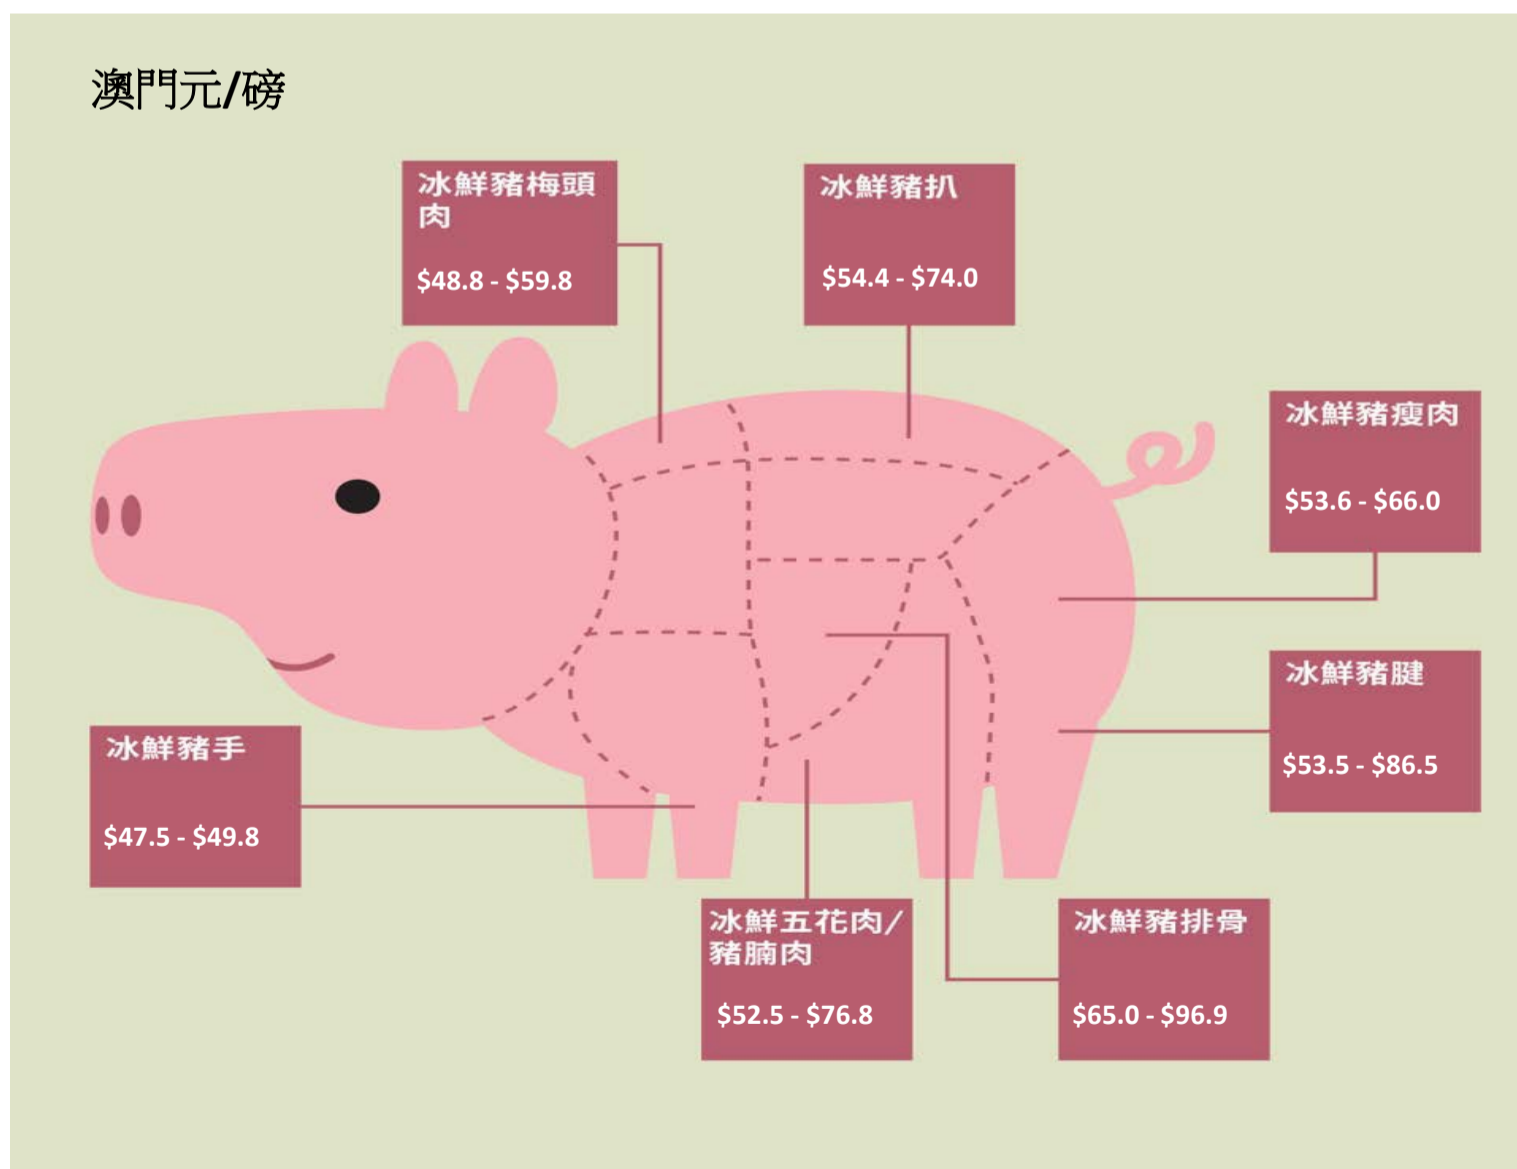 澳門元/磅
冰鮮豬梅頭
肉
$48.8 - $59.8
冰鮮豬扒
$54.4 - $74.0
冰鮮豬瘦肉
$53.6 - $66.0
冰鮮豬腱
$53.5 - $86.5
冰鮮豬手
$47.5 - $49.8
冰鮮五花肉/
豬腩肉
$52.5 - $76.8
冰鮮豬排骨
$65.0 - $96.9